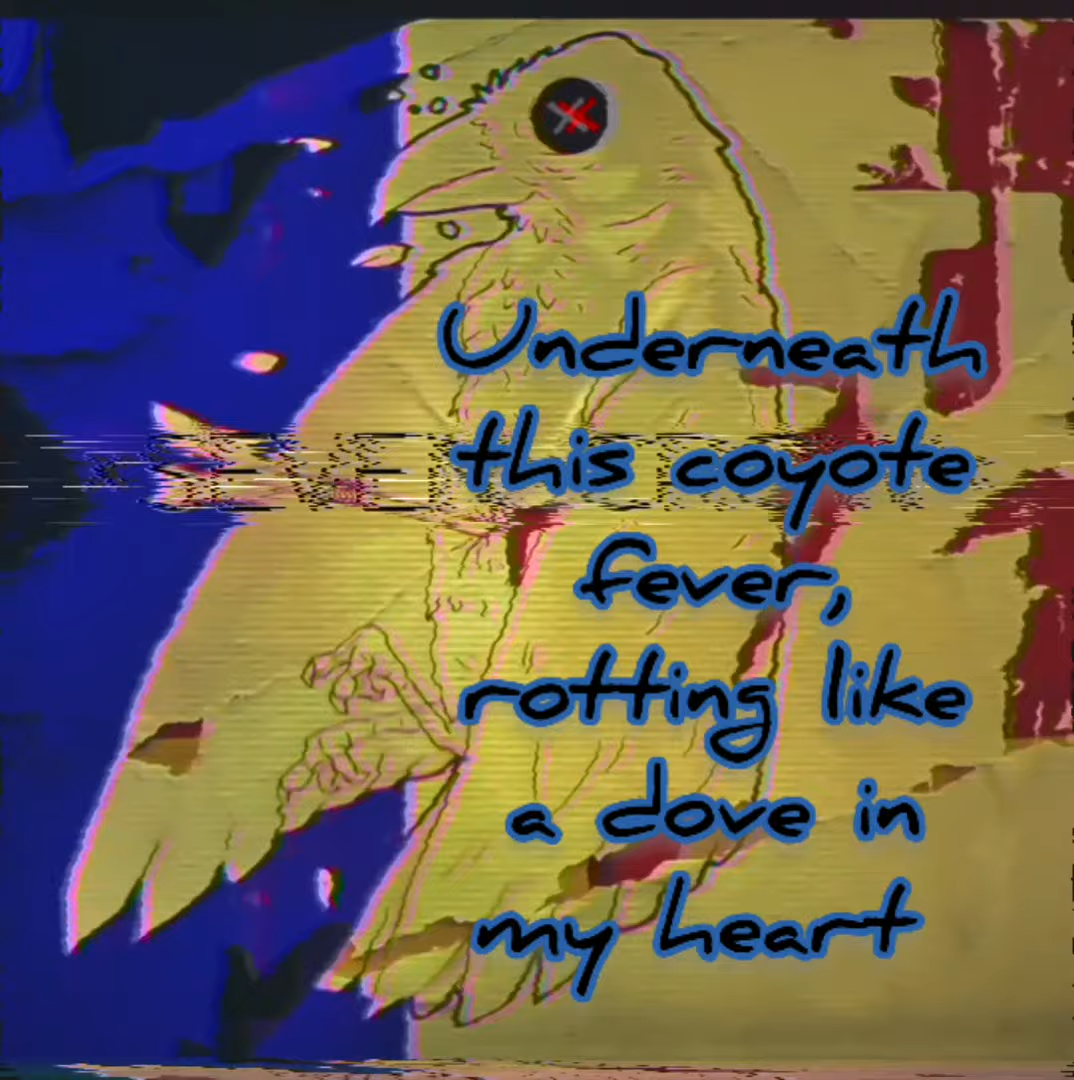 Underneath
this coyote
fever,
rotting like
a dove in
my heart